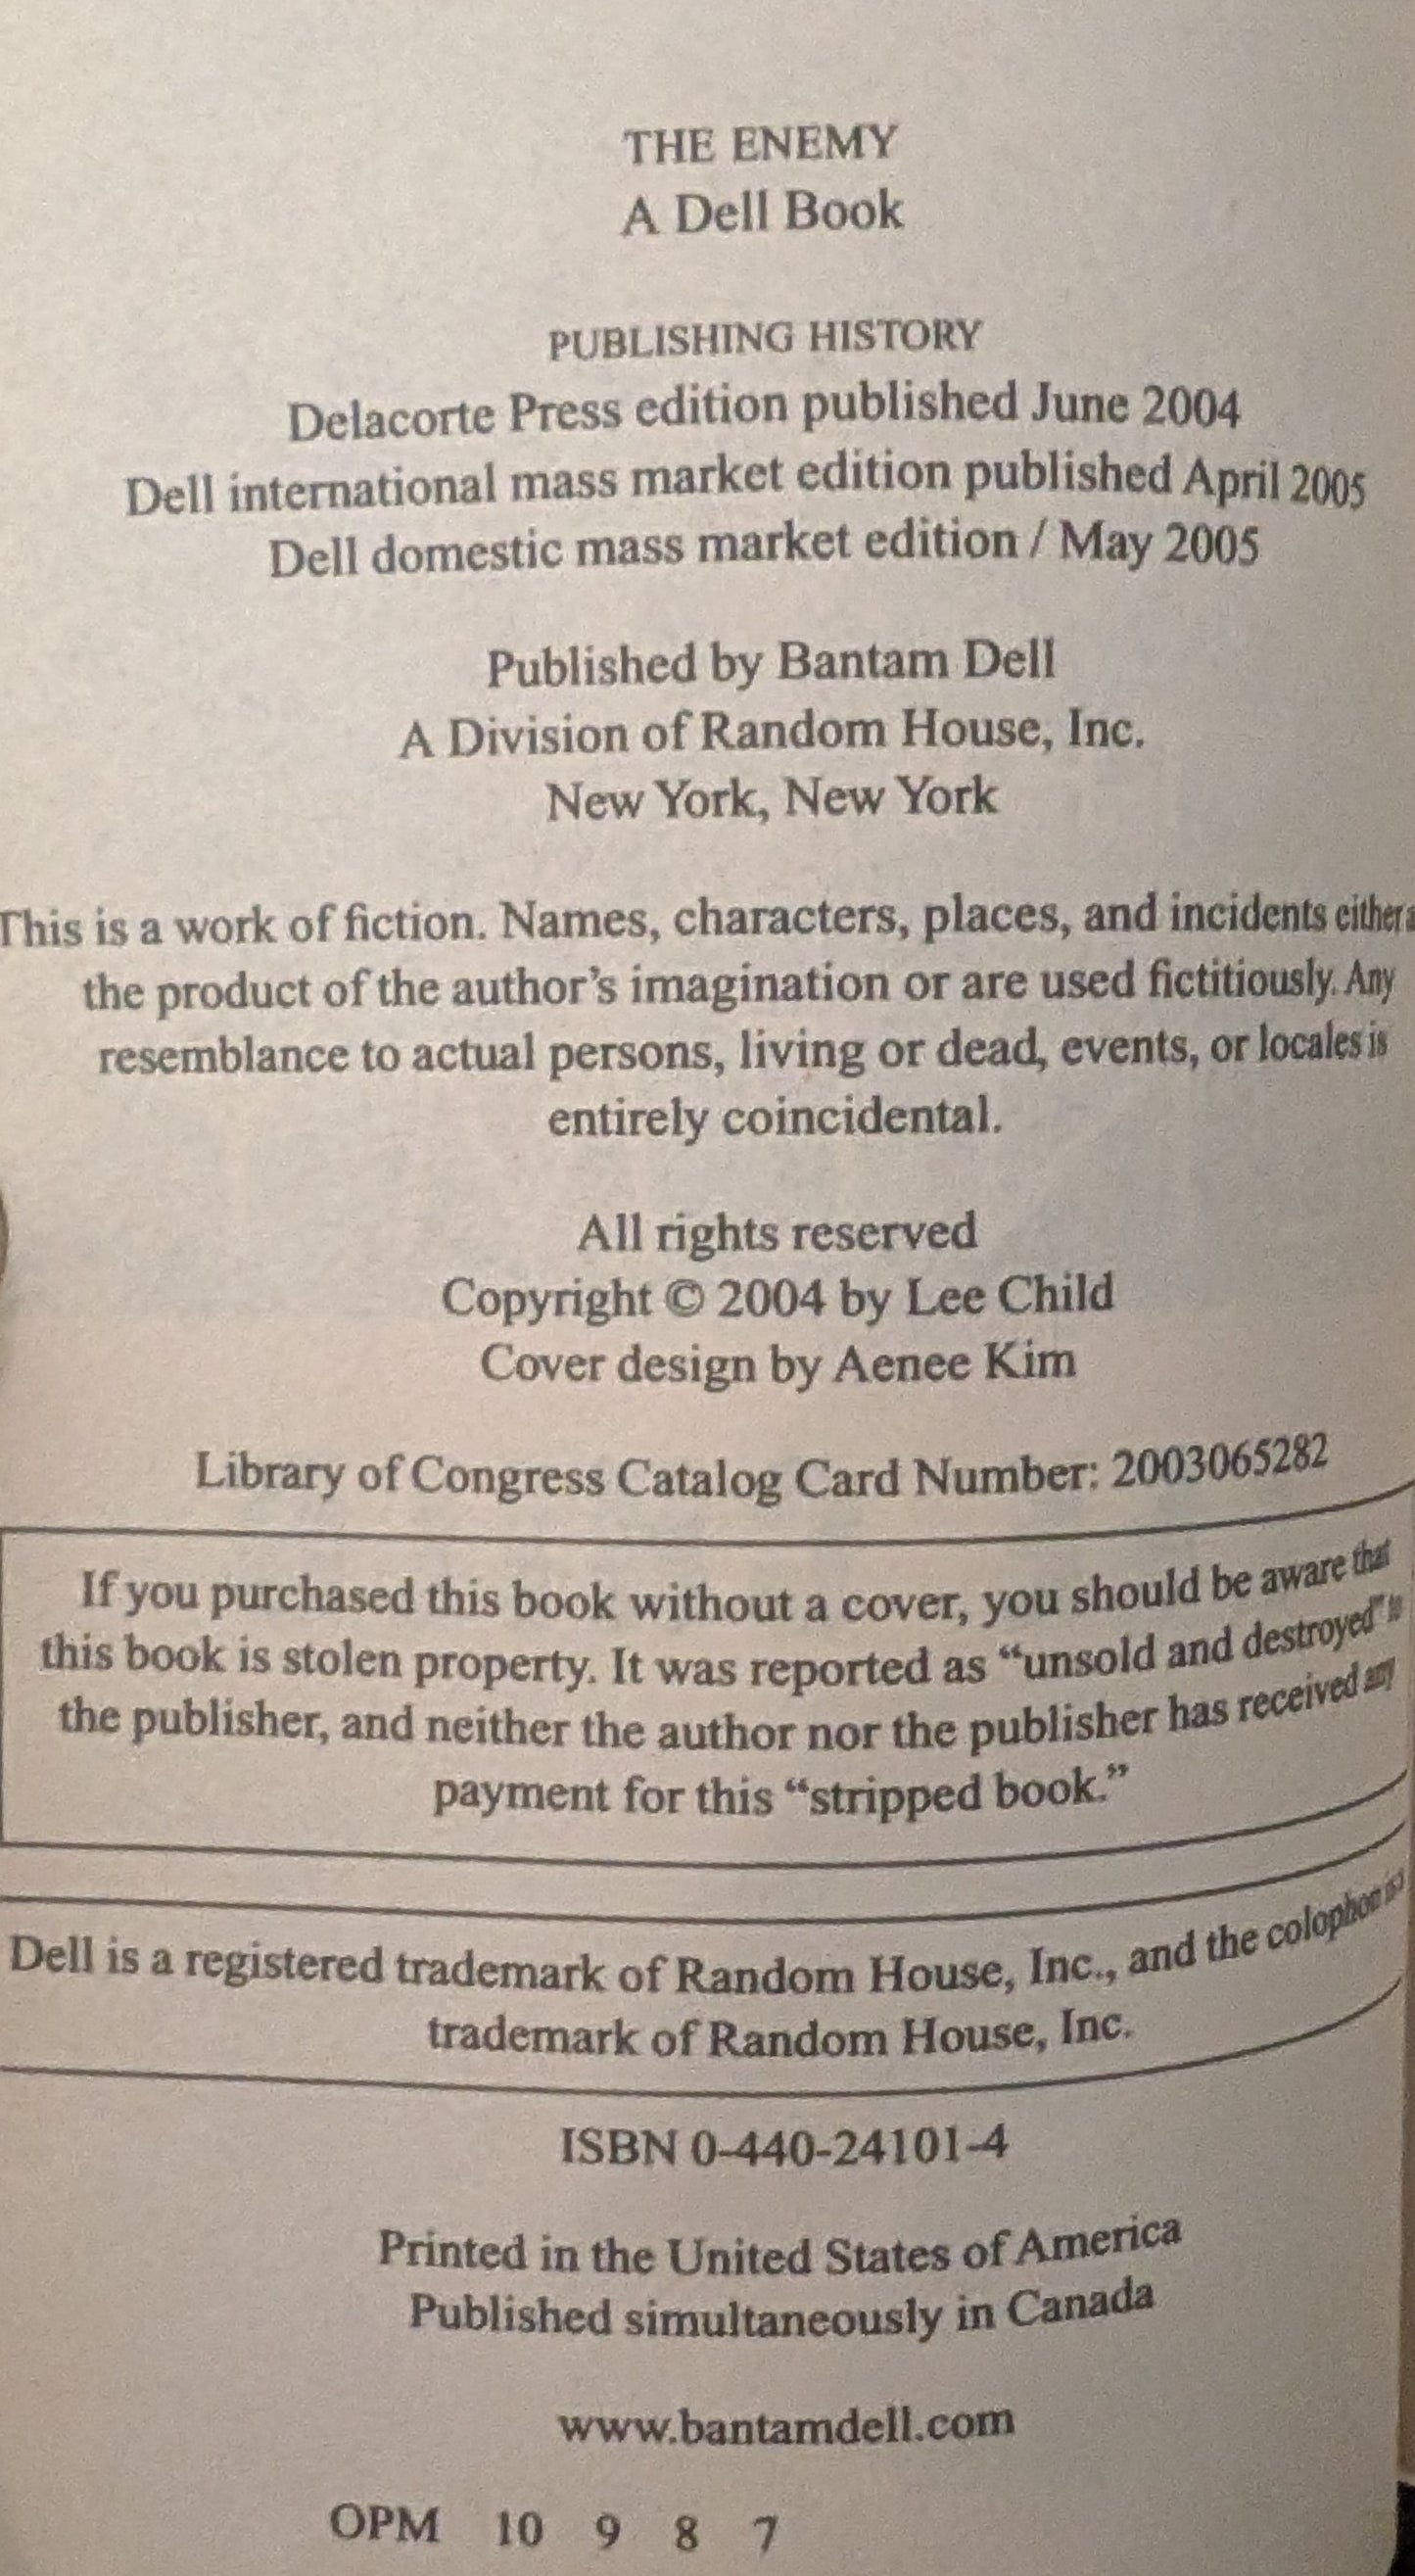 THE ENEMY
A Dell Book
PUBLISHING HISTORY
Delacorte Press edition published June 2004
Dell international mass market edition published April 2005
Dell domestic mass market edition / May 2005
Published by Bantam Dell
A Division of Random House, Inc.
New York, New York
This is a work of fiction. Names, characters, places, and incidents either
the product of the author's imagination or are used fictitiously. Any
resemblance to actual persons, living or dead, events, or locales is
entirely coincidental.
All rights reserved
Copyright © 2004 by Lee Child
Cover design by Aenee Kim
Library of Congress Catalog Card Number: 2003065282
If you purchased this book without a cover, you should be aware that
this book is stolen property. It was reported as “unsold and destroyed” to
the publisher, and neither the author nor the publisher has received any
payment for this “stripped book.”
Dell is a registered trademark of Random House, Inc., and the colophon is a
trademark of Random House, Inc.
ISBN 0-440-24101-4
Printed in the United States of America
Published simultaneously in Canada
www.bantamdell.com
OPM 10 9 8 7